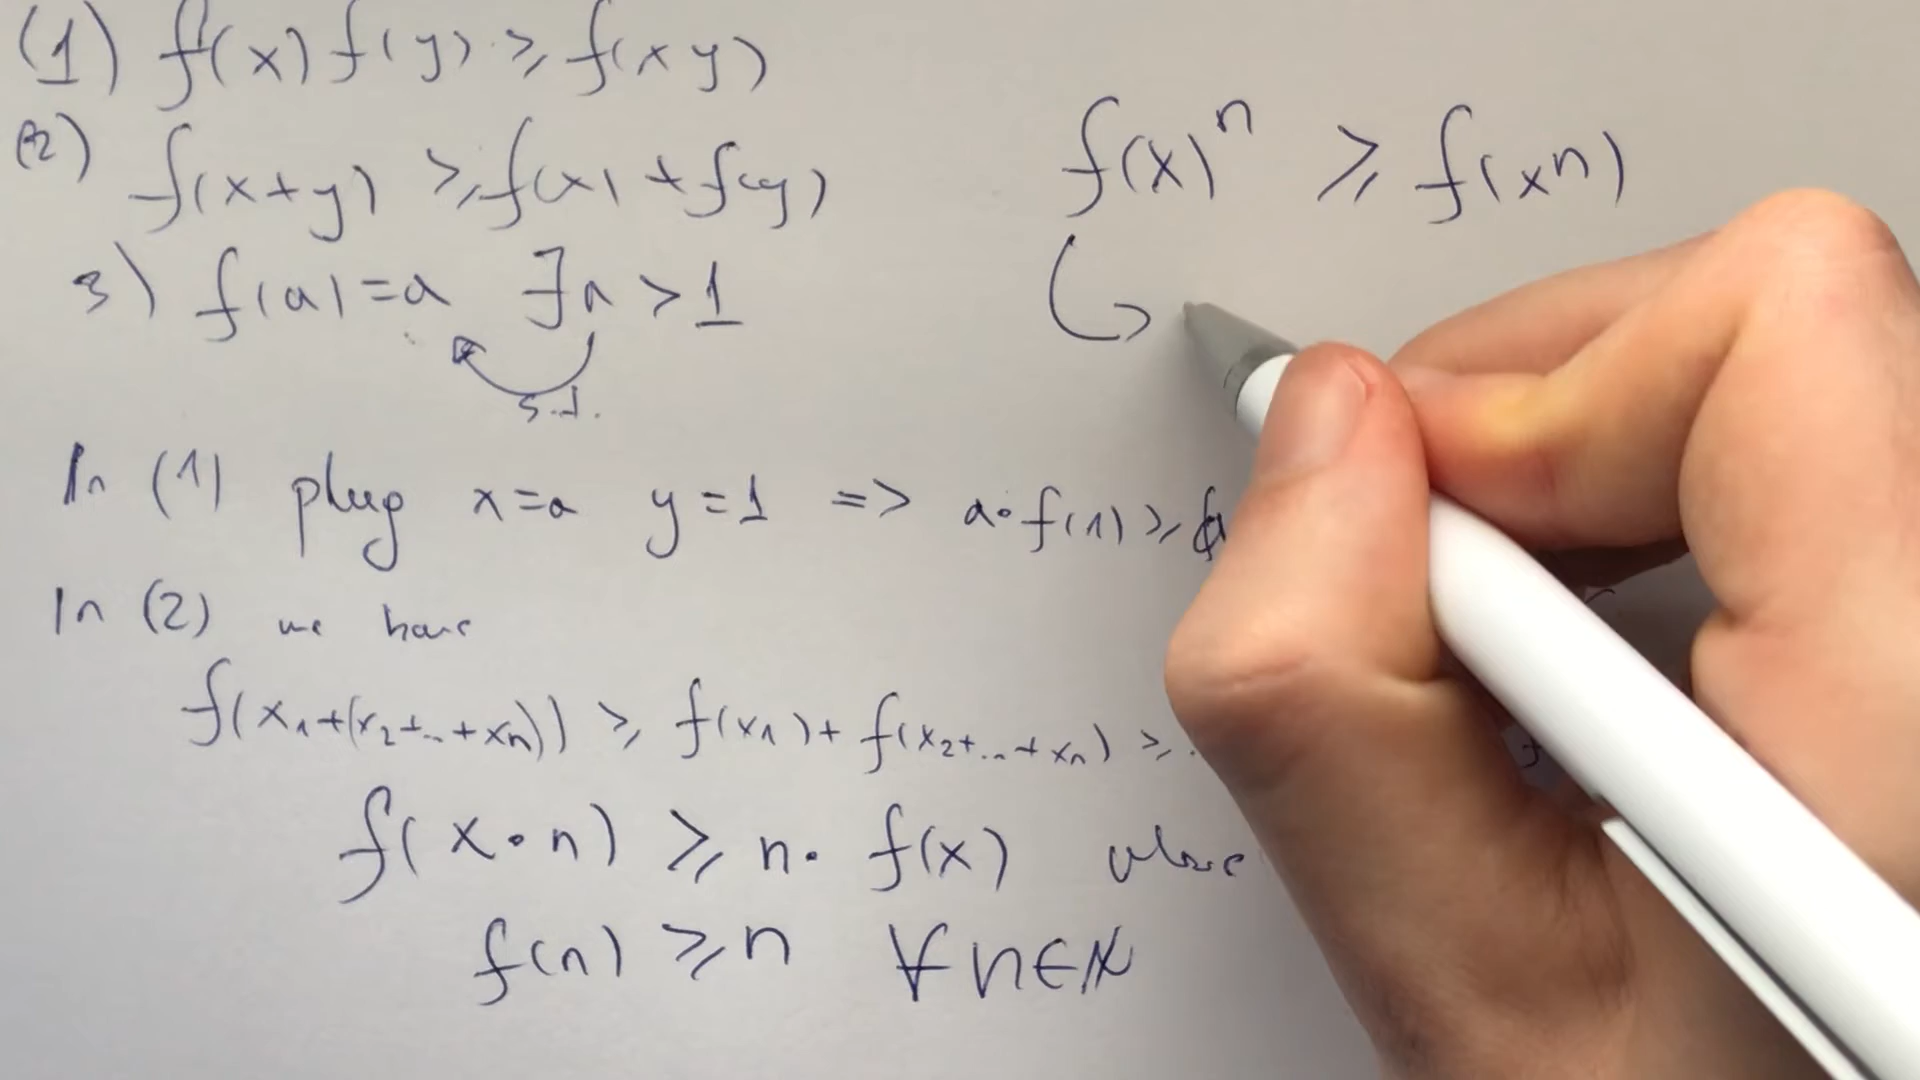 (1) f(x) f(y) ⩾ f(xy)
(2) f(x+y) ⩾ f(x) + f(y)
3) f(a) = a ∃a > 1
s.t.
f(x)ⁿ ⩾ f(xⁿ)
In (1) plug x=a y=1 => a·f(1) ⩾
In (2) we have
f(x₁+(x₂+..+xₙ)) ⩾ f(x₁)+ f(x₂+...+xₙ) ⩾
f(x·n) ⩾ n· f(x)
f(n) ⩾ n ∀n∈ℕ